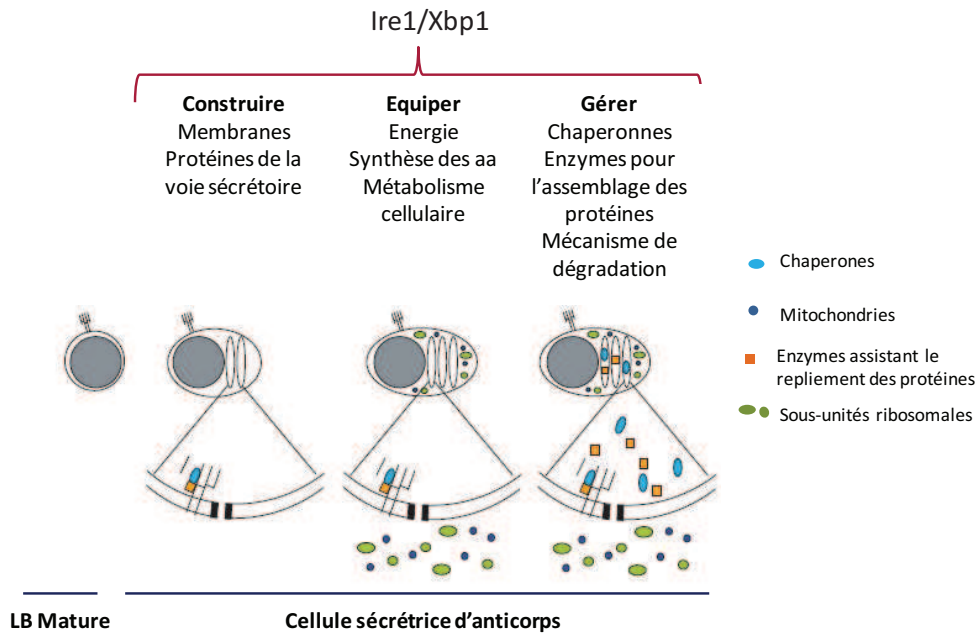 Ire1/Xbp1
Construire
Membranes
Protéines de la
voie sécrétoire
Equiper
Energie
Synthèse des aa
Métabolisme
cellulaire
Gérer
Chaperonnes
Enzymes pour
l'assemblage des
protéines
Mécanisme de
dégradation
Chaperones
Mitochondries
Enzymes assistant le
repliement des protéines
Sous-unités ribosomales
LB Mature
Cellule sécrétrice d'anticorps